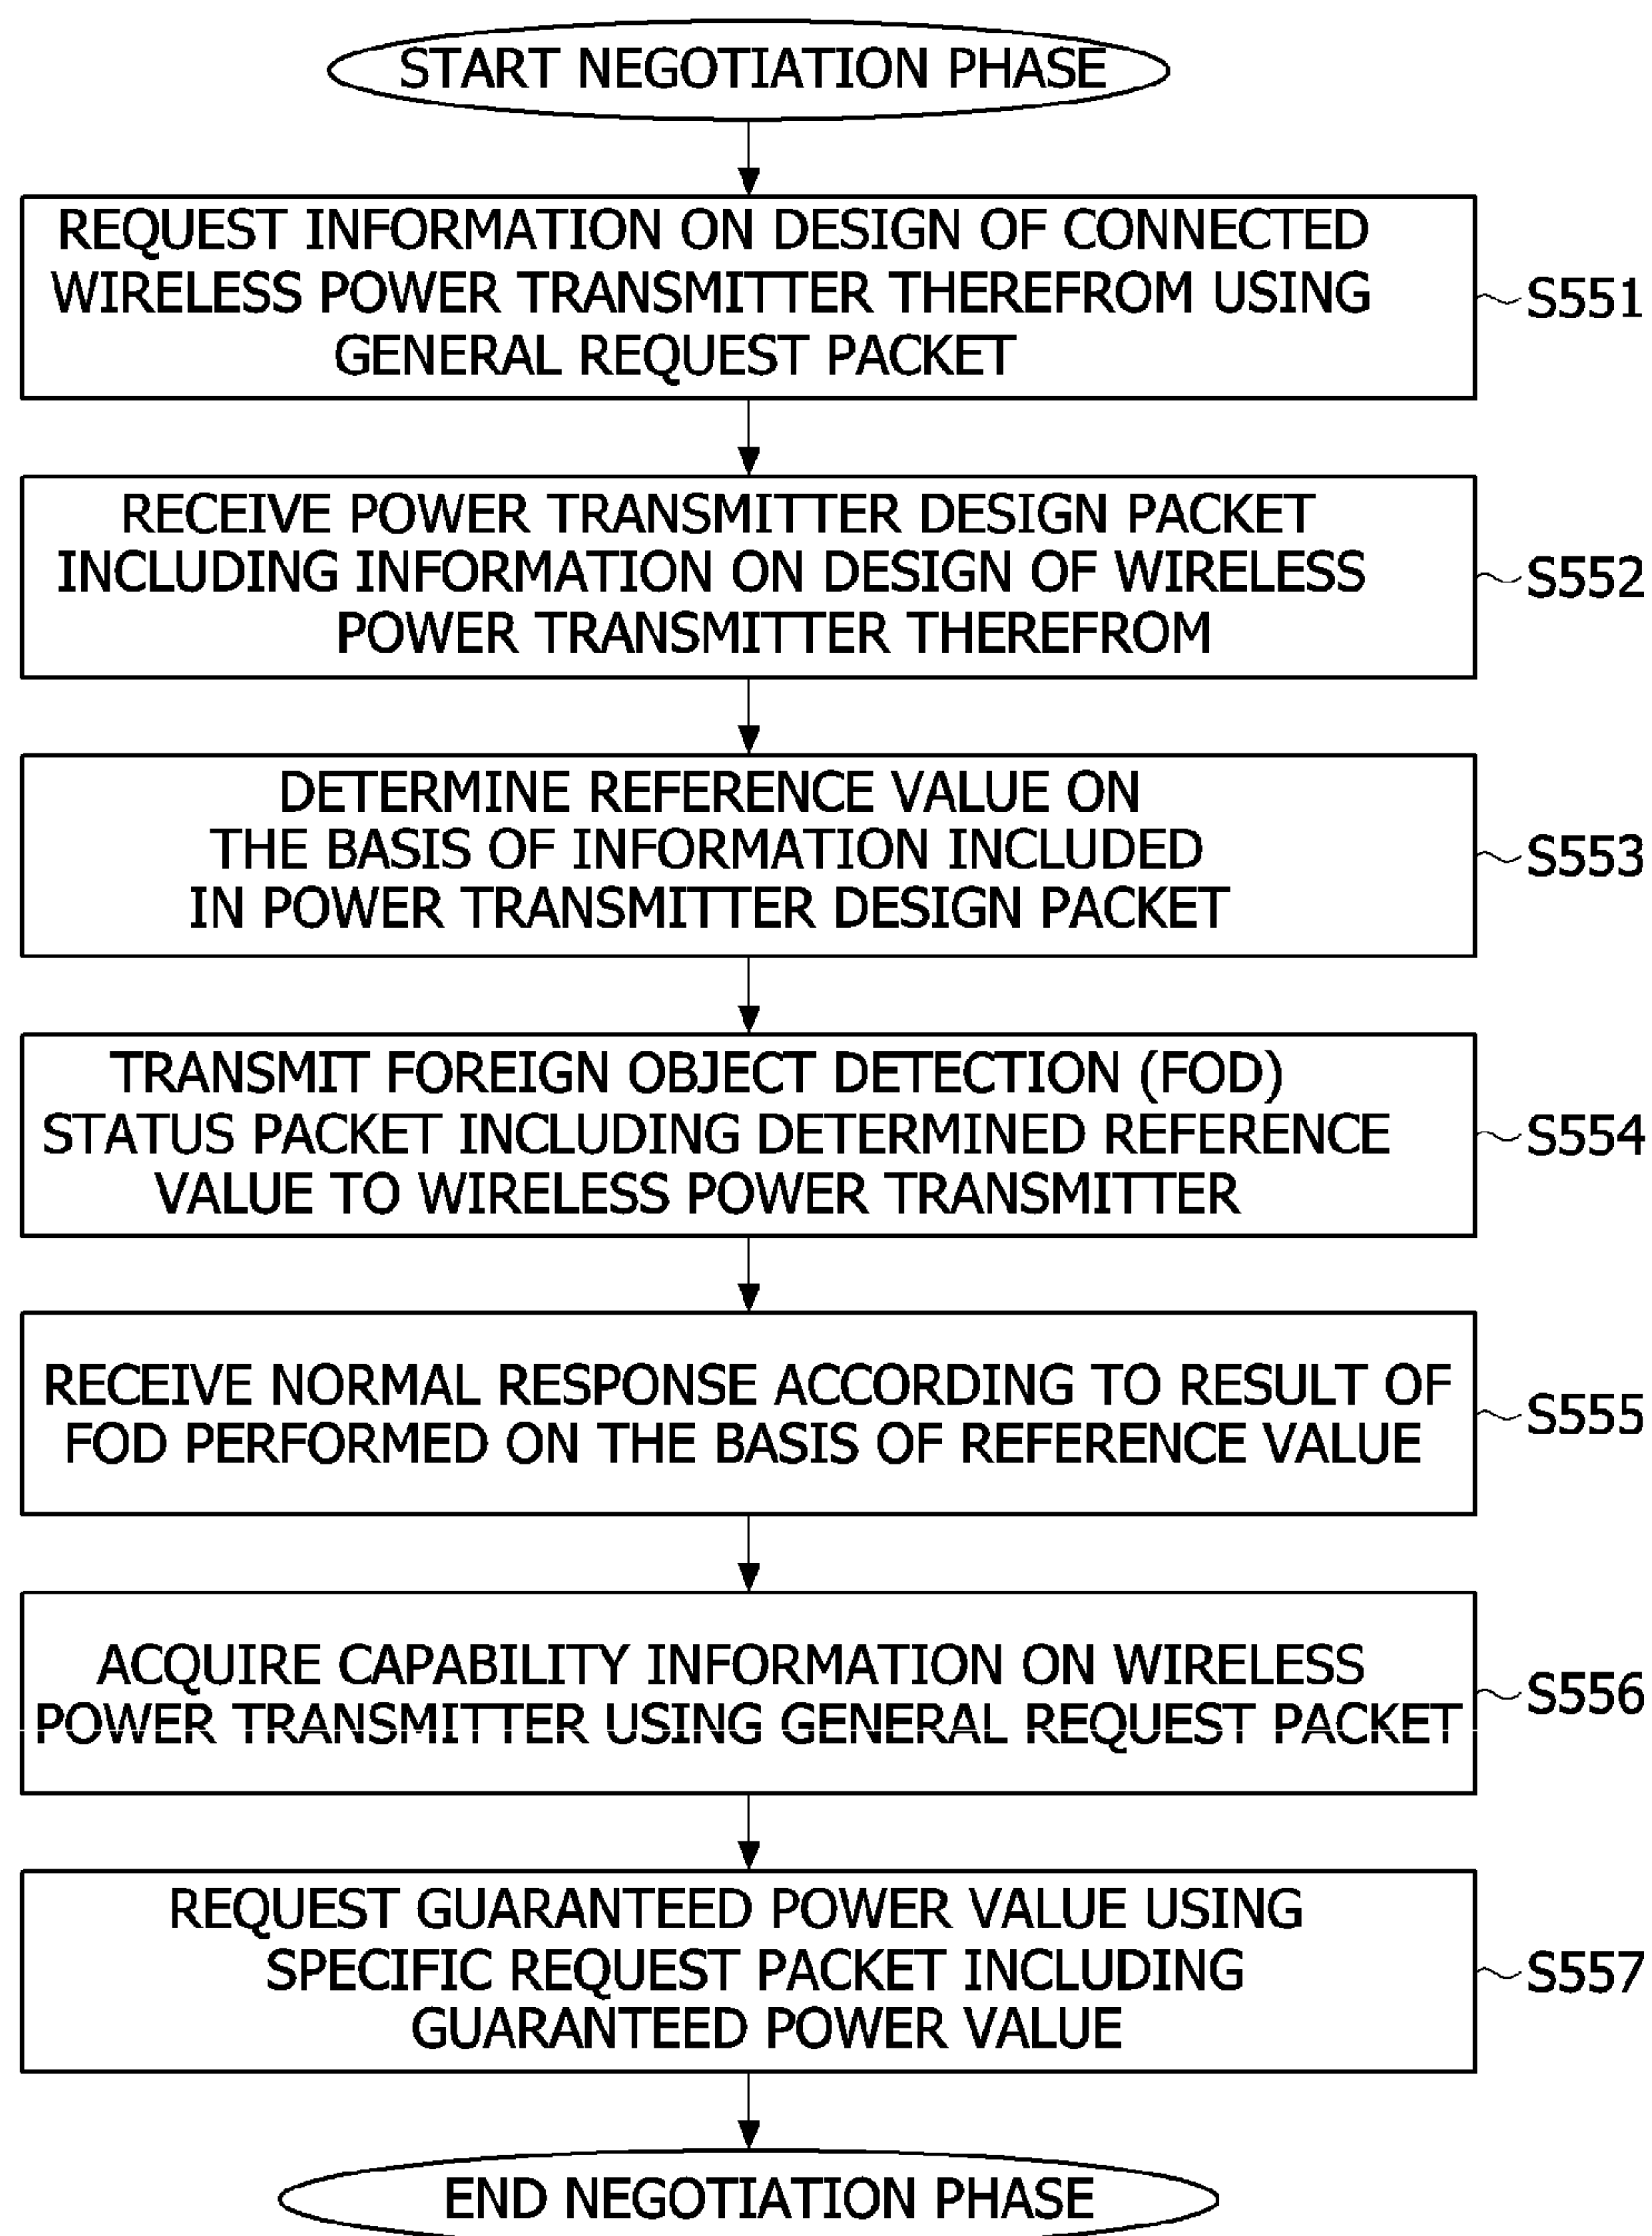 START NEGOTIATION PHASE
REQUEST INFORMATION ON DESIGN OF CONNECTED
WIRELESS POWER TRANSMITTER THEREFROM USING
GENERAL REQUEST PACKET
S551
RECEIVE POWER TRANSMITTER DESIGN PACKET
INCLUDING INFORMATION ON DESIGN OF WIRELESS
POWER TRANSMITTER THEREFROM
S552
DETERMINE REFERENCE VALUE ON
THE BASIS OF INFORMATION INCLUDED
IN POWER TRANSMITTER DESIGN PACKET
S553
TRANSMIT FOREIGN OBJECT DETECTION (FOD)
STATUS PACKET INCLUDING DETERMINED REFERENCE
VALUE TO WIRELESS POWER TRANSMITTER
S554
RECEIVE NORMAL RESPONSE ACCORDING TO RESULT OF
FOD PERFORMED ON THE BASIS OF REFERENCE VALUE
S555
ACQUIRE CAPABILITY INFORMATION ON WIRELESS
POWER TRANSMITTER USING GENERAL REQUEST PACKET
S556
REQUEST GUARANTEED POWER VALUE USING
SPECIFIC REQUEST PACKET INCLUDING
GUARANTEED POWER VALUE
S557
END NEGOTIATION PHASE